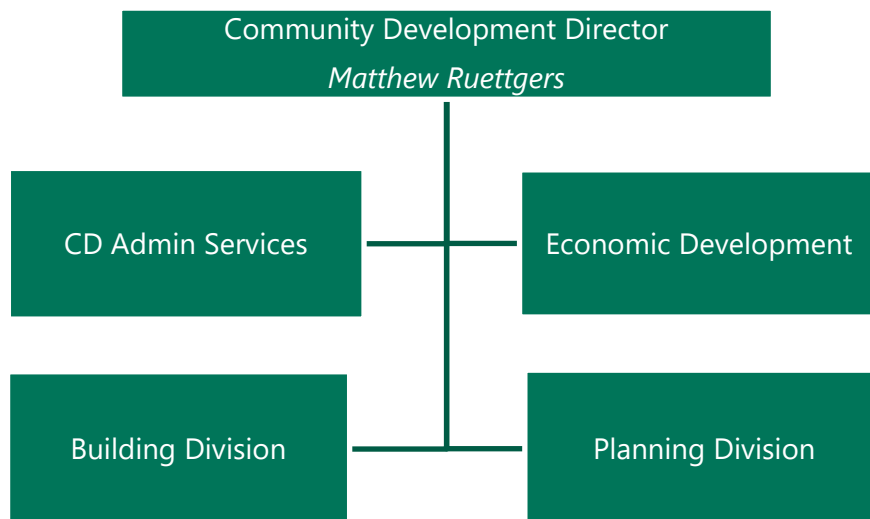 Community Development Director
Matthew Ruettgers
CD Admin Services
Economic Development
Building Division
Planning Division